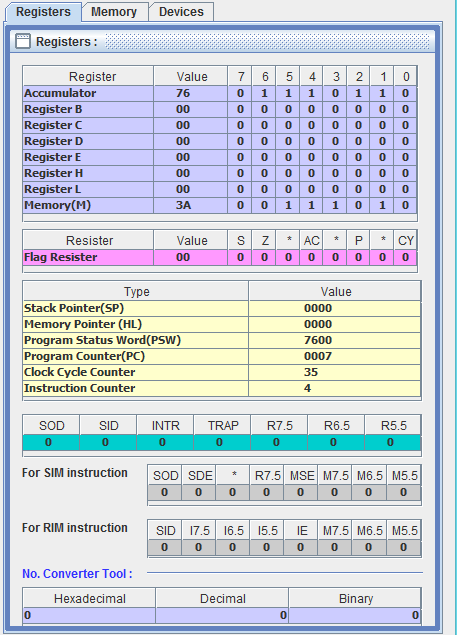 Registers Memory Devices
Registers :
Register Value 7 6 5 4 3 2 1 0
Accumulator 76 0 1 1 1 0 1 1 0
Register B 00 0 0 0 0 0 0 0 0
Register C 00 0 0 0 0 0 0 0 0
Register D 00 0 0 0 0 0 0 0 0
Register E 00 0 0 0 0 0 0 0 0
Register H 00 0 0 0 0 0 0 0 0
Register L 00 0 0 0 0 0 0 0 0
Memory(M) 3A 0 0 1 1 1 0 1 0
Resister Value S Z * AC * P * CY
Flag Resister 00 0 0 0 0 0 0 0 0
Type Value
Stack Pointer(SP) 0000
Memory Pointer (HL) 0000
Program Status Word(PSW) 7600
Program Counter(PC) 0007
Clock Cycle Counter 35
Instruction Counter 4
SOD SID INTR TRAP R7.5 R6.5 R5.5
0 0 0 0 0 0 0
For SIM instruction
SOD SDE * R7.5 MSE M7.5 M6.5 M5.5
0 0 0 0 0 0 0 0
For RIM instruction
SID I7.5 I6.5 I5.5 IE M7.5 M6.5 M5.5
0 0 0 0 0 0 0 0
No. Converter Tool :
Hexadecimal Decimal Binary
0 0 0